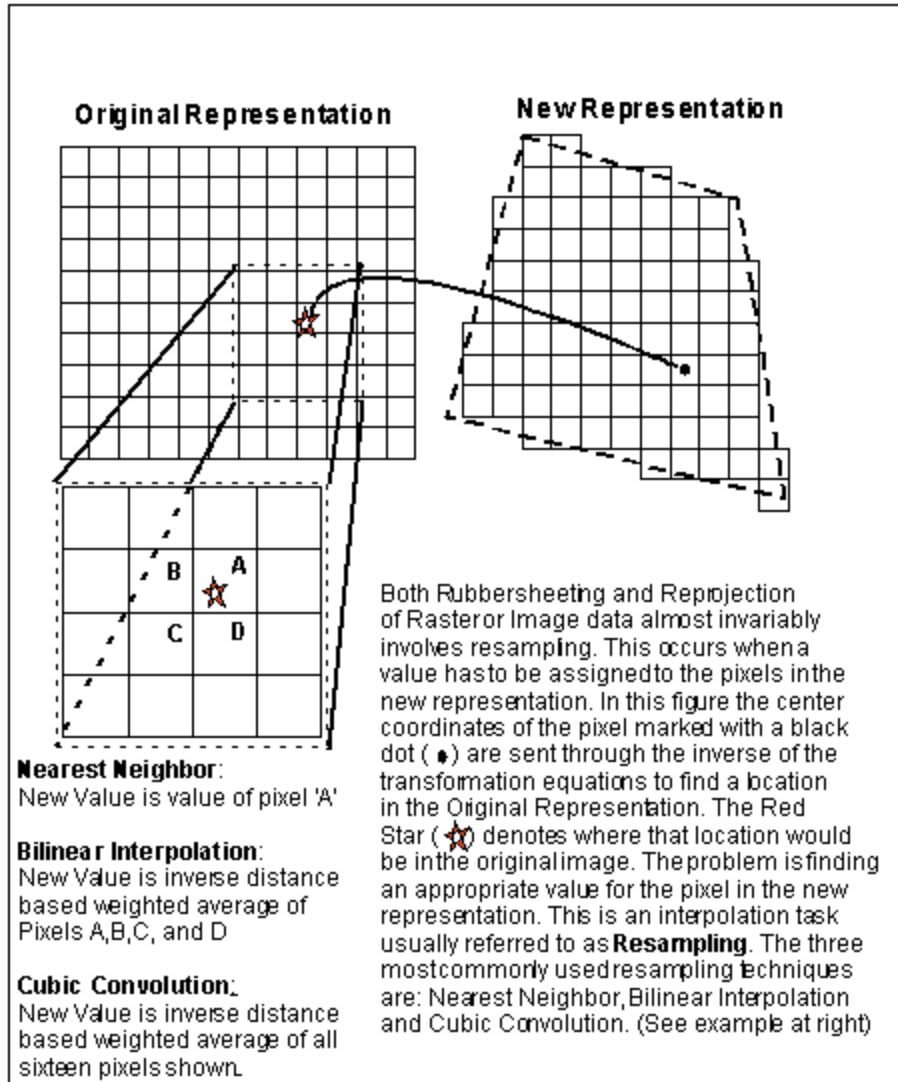 Original Representation
New Representation
B
A
C
D
Nearest Neighbor:
New Value is value of pixel 'A'
Bilinear Interpolation:
New Value is inverse distance
based weighted average of
Pixels A,B,C, and D
Cubic Convolution:
New Value is inverse distance
based weighted average of all
sixteen pixels shown.
Both Rubbersheeting and Reprojection
of Raster or Image data almost invariably
involves resampling. This occurs when a
value has to be assigned to the pixels in the
new representation. In this figure the center
coordinates of the pixel marked with a black
dot ( • ) are sent through the inverse of the
transformation equations to find a location
in the Original Representation. The Red
Star ( ☆ ) denotes where that location would
be in the original image. The problem is finding
an appropriate value for the pixel in the new
representation. This is an interpolation task
usually referred to as Resampling. The three
most commonly used resampling techniques
are: Nearest Neighbor, Bilinear Interpolation
and Cubic Convolution. (See example at right)